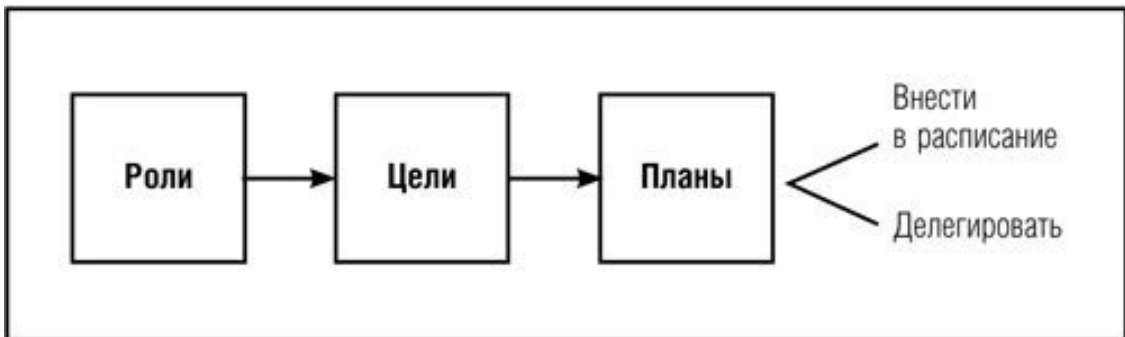 Роли
Цели
Планы
Внести
в расписание
Делегировать